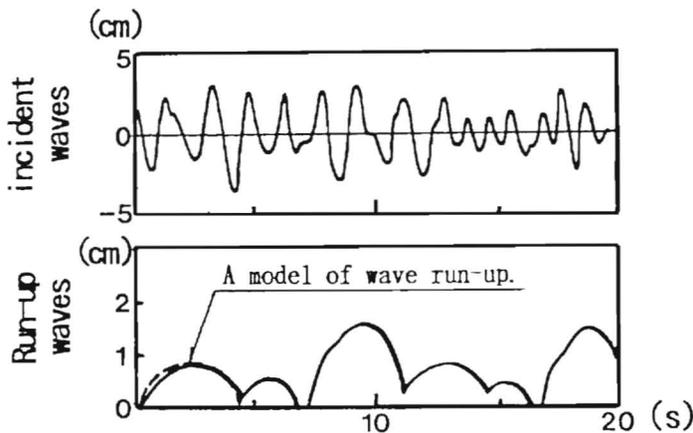 (cm)
5
0
-5
incident
waves
(cm)
A model of wave run-up.
2
1
0
Run-up
waves
10
20 (s)